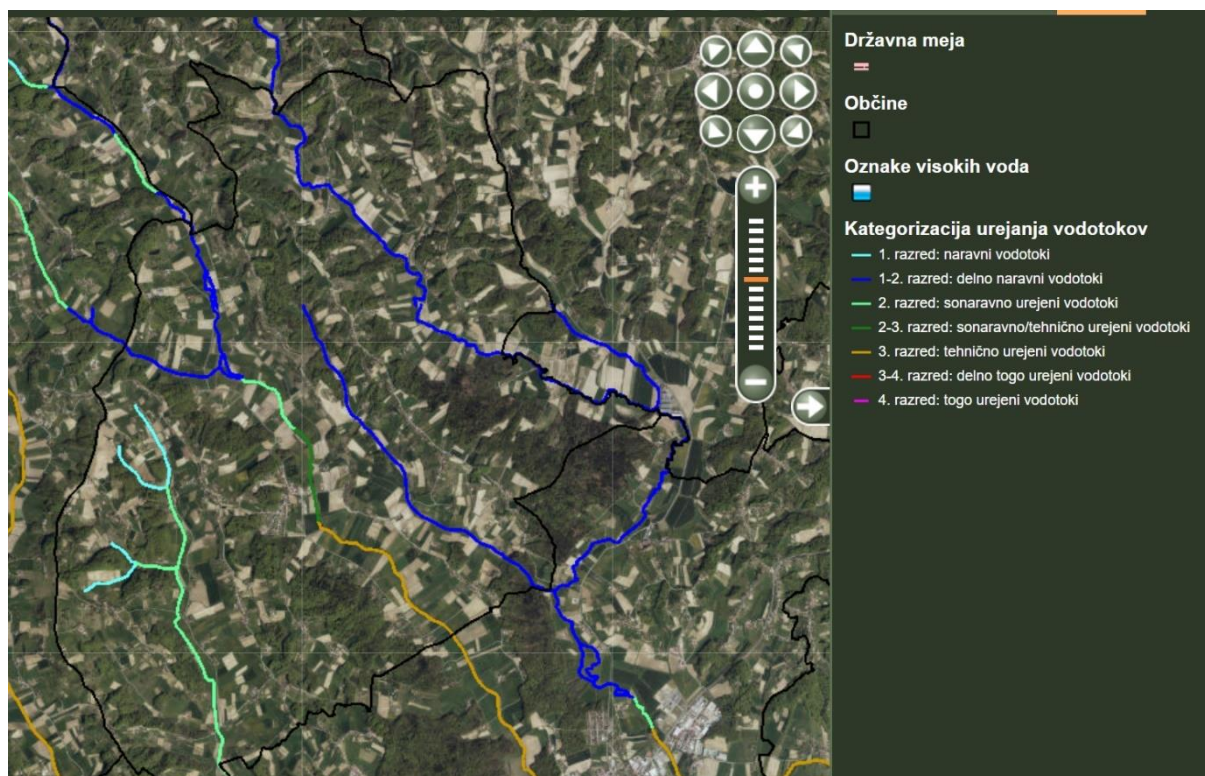 Državna meja
Občine
Oznake visokih voda
Kategorizacija urejanja vodotokov
1. razred: naravni vodotoki
1-2. razred: delno naravni vodotoki
2. razred: sonaravno urejeni vodotoki
2-3. razred: sonaravno/tehnično urejeni vodotoki
3. razred: tehnično urejeni vodotoki
3-4. razred: delno togo urejeni vodotoki
4. razred: togo urejeni vodotoki